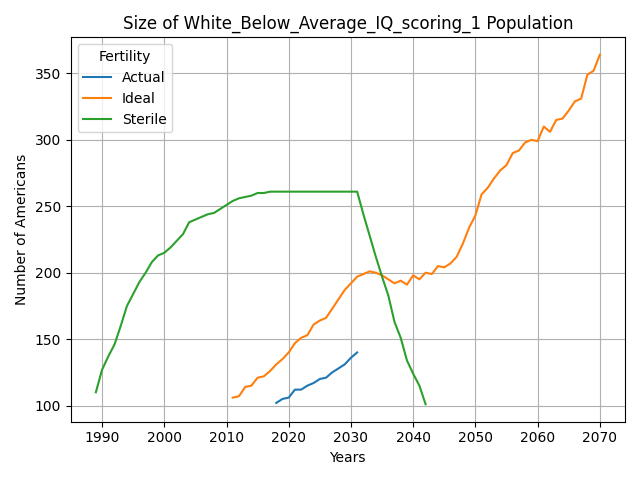 Size of White_Below_Average_IQ_scoring_1 Population
Fertility
Actual
Ideal
Sterile
Number of Americans
350
300
250
200
150
100
1990 2000 2010 2020 2030 2040 2050 2060 2070
Years